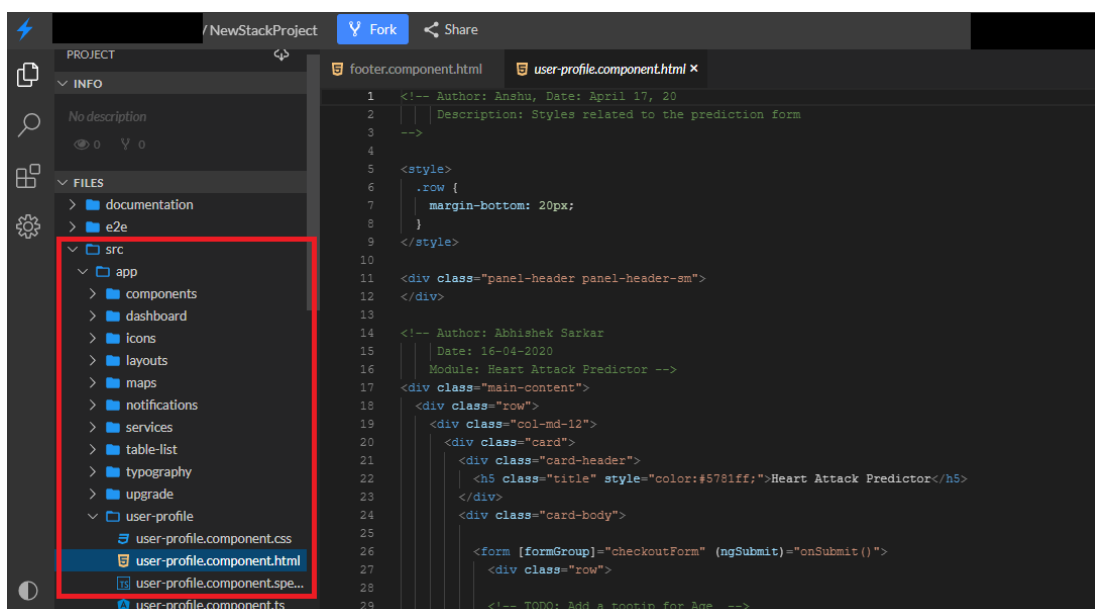 / NewStackProject
Fork
Share
PROJECT
INFO
No description
0 0
FILES
documentation
e2e
src
app
components
dashboard
icons
layouts
maps
notifications
services
table-list
typography
upgrade
user-profile
user-profile.component.css
user-profile.component.html
user-profile.component.spe...
user-profile.component.ts
footer.component.html
user-profile.component.html ×
1 <!-- Author: Anshu, Date: April 17, 20
2 Description: Styles related to the prediction form
3 -->
4
5 <style>
6 .row {
7 margin-bottom: 20px;
8 }
9 </style>
10
11 <div class="panel-header panel-header-sm">
12 </div>
13
14 <!-- Author: Abhishek Sarkar
15 Date: 16-04-2020
16 Module: Heart Attack Predictor -->
17 <div class="main-content">
18 <div class="row">
19 <div class="col-md-12">
20 <div class="card">
21 <div class="card-header">
22 <h5 class="title" style="color:#5781ff;">Heart Attack Predictor</h5>
23 </div>
24 <div class="card-body">
25
26 <form [formGroup]="checkoutForm" (ngSubmit)="onSubmit()">
27 <div class="row">
28
29 <!-- TODO: Add a tootip for Age -->